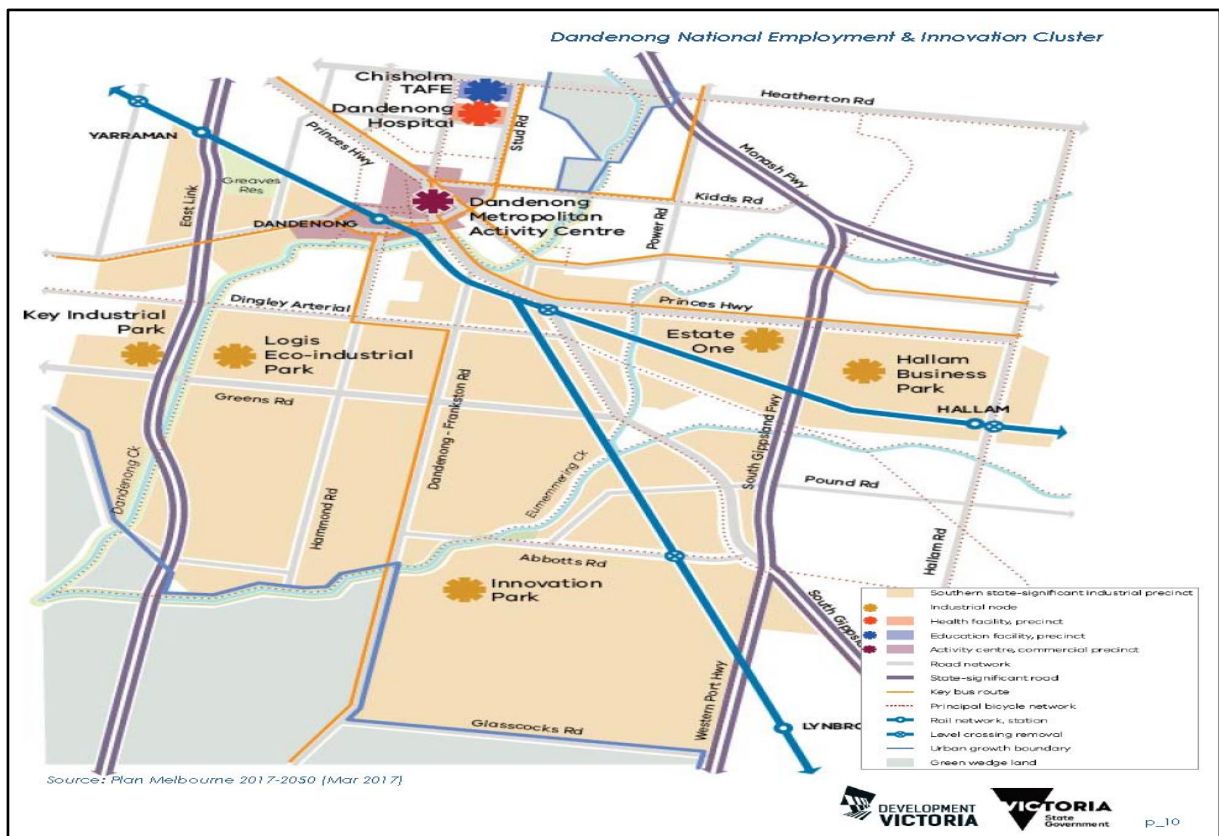 Dandenong National Employment & Innovation Cluster
Chisholm
TAFE
Dandenong
Hospital
Heatherton Rd
YARRAMAN
Princes Hwy
Stud Rd
Monash Fwy
Greaves
Res
East Link
Kidds Rd
DANDENONG
Dandenong
Metropolitan
Activity Centre
Power Rd
Dingley Arterial
Princes Hwy
Key Industrial
Park
Logis
Eco-industrial
Park
Estate
One
Hallam
Business
Park
Greens Rd
HALLAM
Dandenong - Frankston Rd
South Gippsland Fwy
Dandenong Ck
Hammond Rd
Eumemmering Ck
Pound Rd
Hallam Rd
Abbotts Rd
Innovation
Park
South Gippsl
Western Port Hwy
Glasscocks Rd
LYNBRO
Southern state-significant industrial precinct
Industrial node
Health facility, precinct
Education facility, precinct
Activity centre, commercial precinct
Road network
State-significant road
Key bus route
Principal bicycle network
Rail network, station
Level crossing removal
Urban growth boundary
Green wedge land
Source: Plan Melbourne 2017-2050 (Mar 2017)
DEVELOPMENT
VICTORIA
VICTORIA
State
Government
p_10